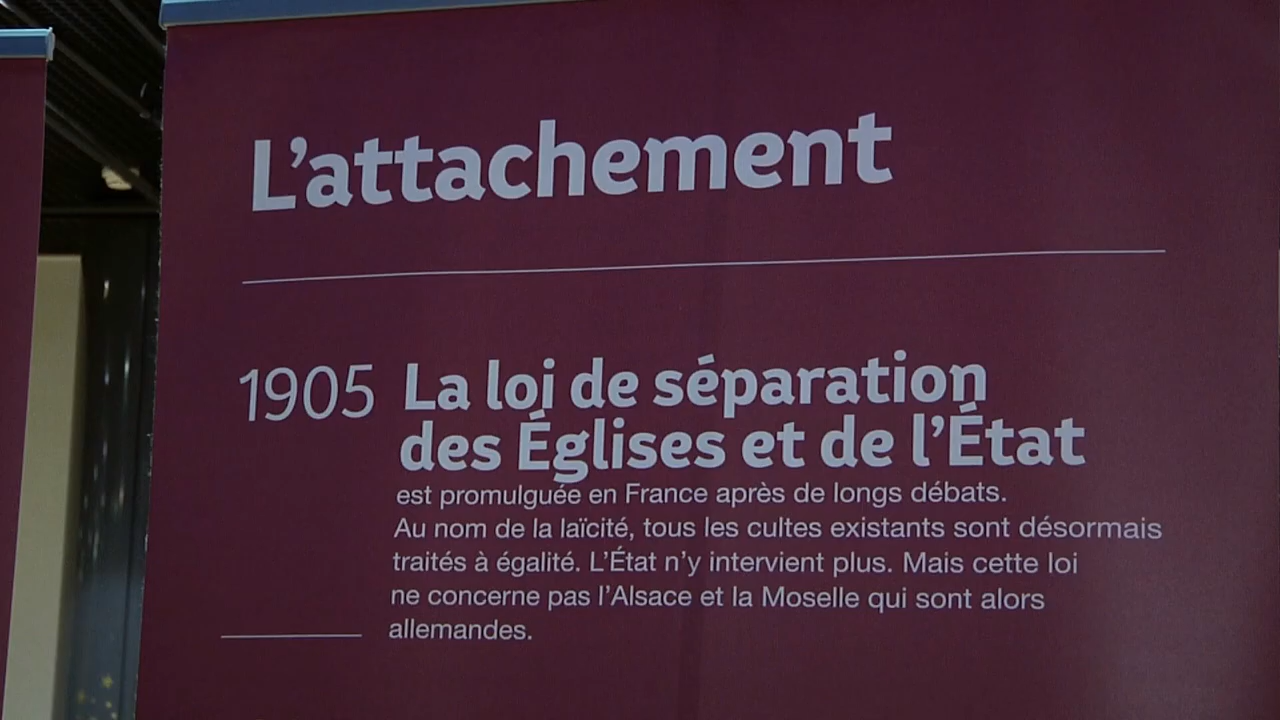 L’attachement
1905 La loi de séparation
des Églises et de l’État
est promulguée en France après de longs débats.
Au nom de la laïcité, tous les cultes existants sont désormais
traités à égalité. L’État n’y intervient plus. Mais cette loi
ne concerne pas l’Alsace et la Moselle qui sont alors
allemandes.